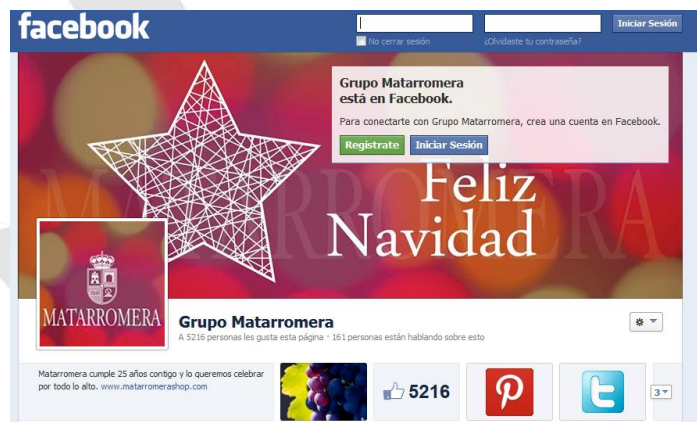 facebook
Iniciar Sesión
No cerrar sesión
¿Olvidaste tu contraseña?
Grupo Matarromera
está en Facebook.
Para conectarte con Grupo Matarromera, crea una cuenta en Facebook.
Regístrate
Iniciar Sesión
MATARROMERA
Feliz
Navidad
MATARROMERA
Grupo Matarromera
A 5216 personas les gusta esta página · 161 personas están hablando sobre esto
Matarromera cumple 25 años contigo y lo queremos celebrar
por todo lo alto. www.matarromerashop.com
5216
3